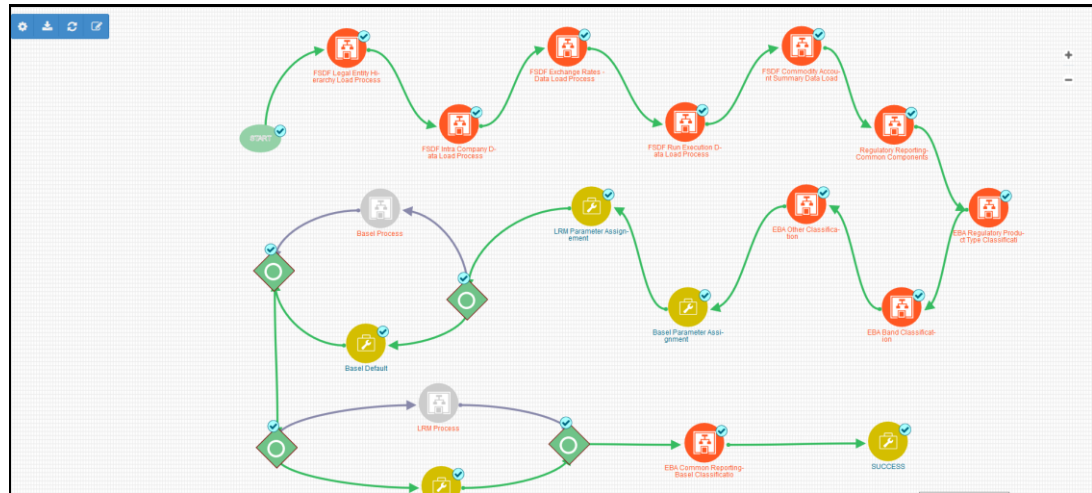 START
FSDF Legal Entity Hi-
erarchy Load Process
FSDF Intra Company D-
ata Load Process
FSDF Exchange Rates -
Data Load Process
FSDF Run Execution D-
ata Load Process
FSDF Commodity Accou-
nt Summary Data Load
Regulatory Reporting-
Common Components
EBA Regulatory Produ-
ct Type Classificati
EBA Band Classificat-
ion
EBA Other Classifica-
tion
Basel Parameter Assi-
gnment
LRM Parameter Assign-
ement
Basel Process
Basel Default
LRM Process
EBA Common Reporting-
Basel Classificatio
SUCCESS